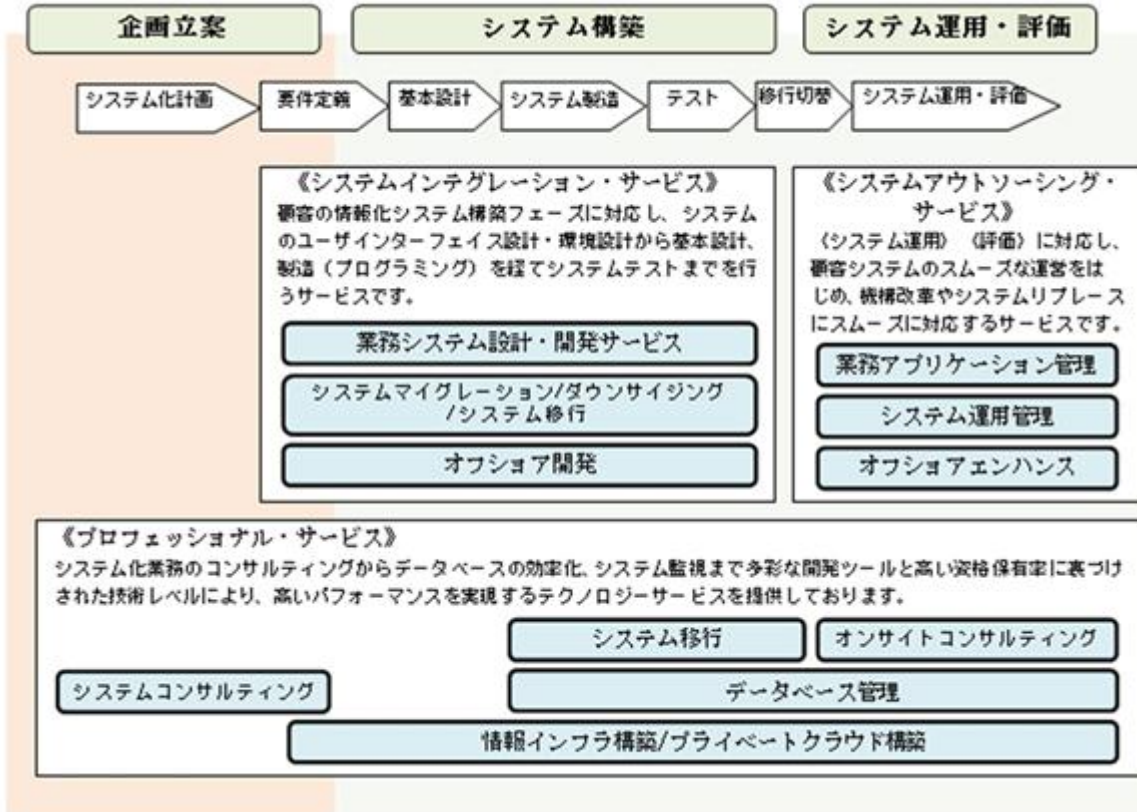 企画立案
システム構築
システム運用・評価
システム化計画
要件定義
基本設計
システム製造
テスト
移行切替
システム運用・評価
《システムインテグレーション・サービス》
顧客の情報化システム構築フェーズに対応し、システム
のユーザインターフェイス設計・環境設計から基本設計、
製造（プログラミング）を経てシステムテストまでを行
うサービスです。
業務システム設計・開発サービス
システムマイグレーション/ダウンサイジング
/システム移行
オフショア開発
《システムアウトソーシング・
サービス》
〈システム運用〉〈評価〉に対応し、
顧客システムのスムーズな運営をは
じめ、機構改革やシステムリプレース
にスムーズに対応するサービスです。
業務アプリケーション管理
システム運用管理
オフショアエンハンス
《プロフェッショナル・サービス》
システム化業務のコンサルティングからデータベースの効率化、システム監視まで多彩な開発ツールと高い資格保有率に裏づけ
された技術レベルにより、高いパフォーマンスを実現するテクノロジーサービスを提供しております。
システム移行
オンサイトコンサルティング
システムコンサルティング
データベース管理
情報インフラ構築/プライベートクラウド構築